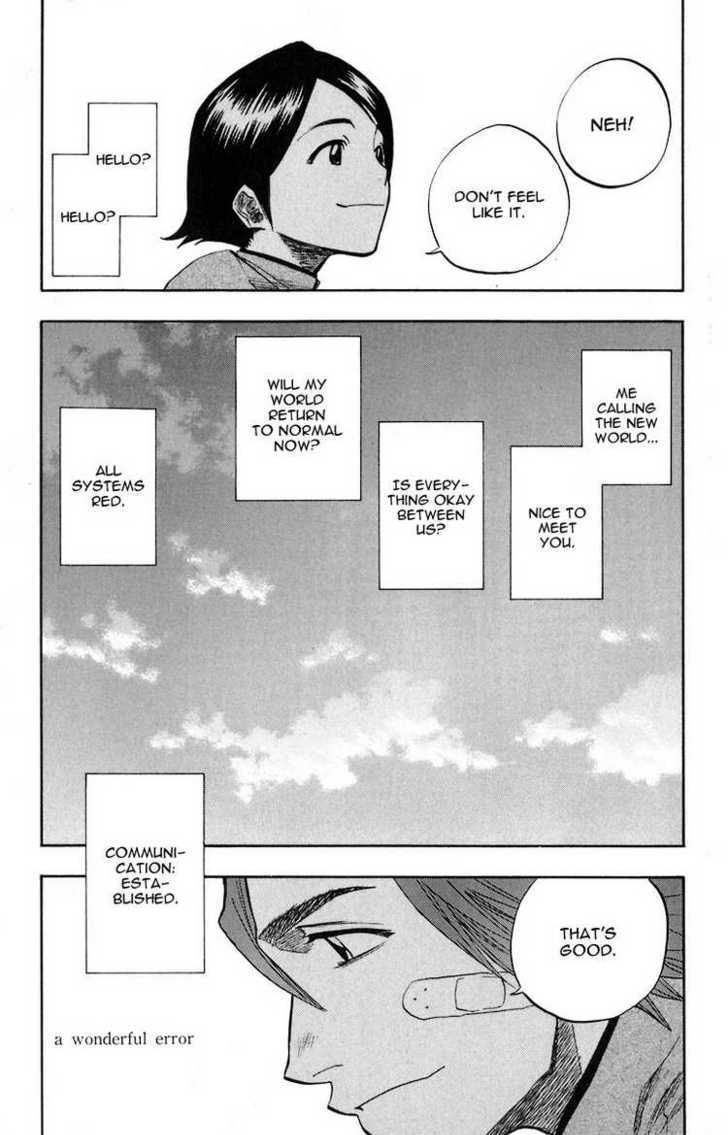 NEH!
DON'T FEEL
LIKE IT.
HELLO?
HELLO?
ME
CALLING
THE NEW
WORLD...
NICE TO
MEET
YOU.
IS EVERY-
THING OKAY
BETWEEN
US?
WILL MY
WORLD
RETURN
TO NORMAL
NOW?
ALL
SYSTEMS
RED.
THAT'S
GOOD.
COMMUNI-
CATION:
ESTA-
BLISHED.
a wonderful error